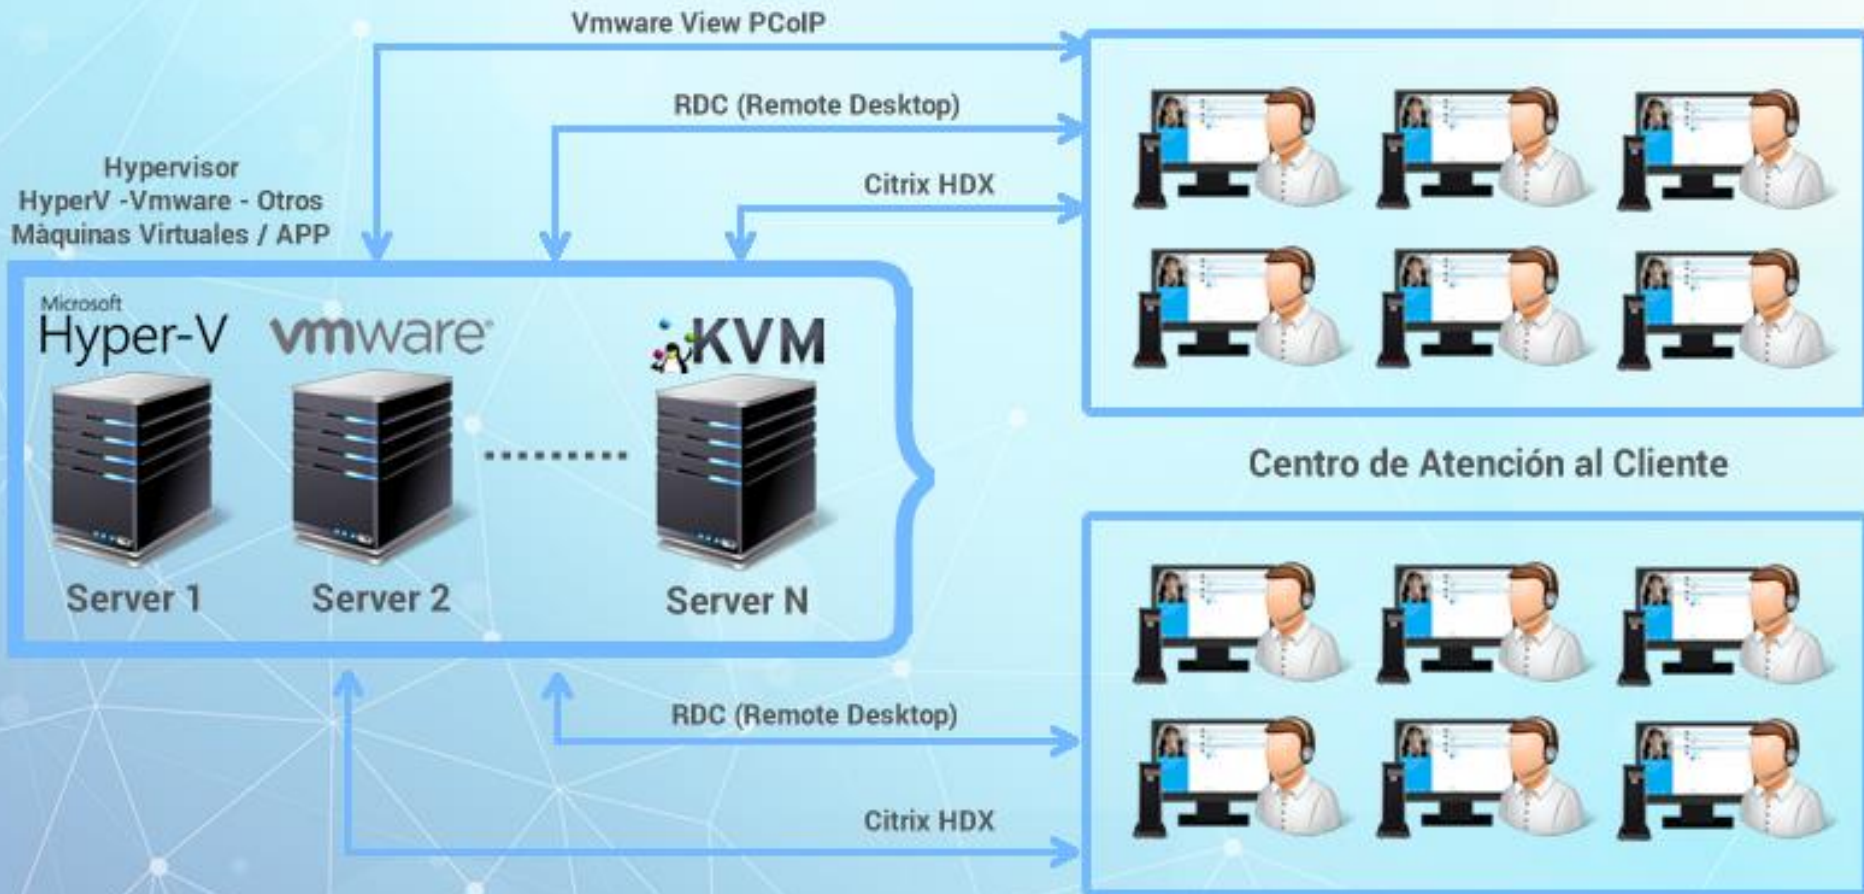 Vmware View PCoIP
RDC (Remote Desktop)
Citrix HDX
Hypervisor
HyperV -Vmware - Otros
Màquinas Virtuales / APP
Microsoft
Hyper-V
vmware
KVM
Server 1
Server 2
Server N
Centro de Atención al Cliente
RDC (Remote Desktop)
Citrix HDX